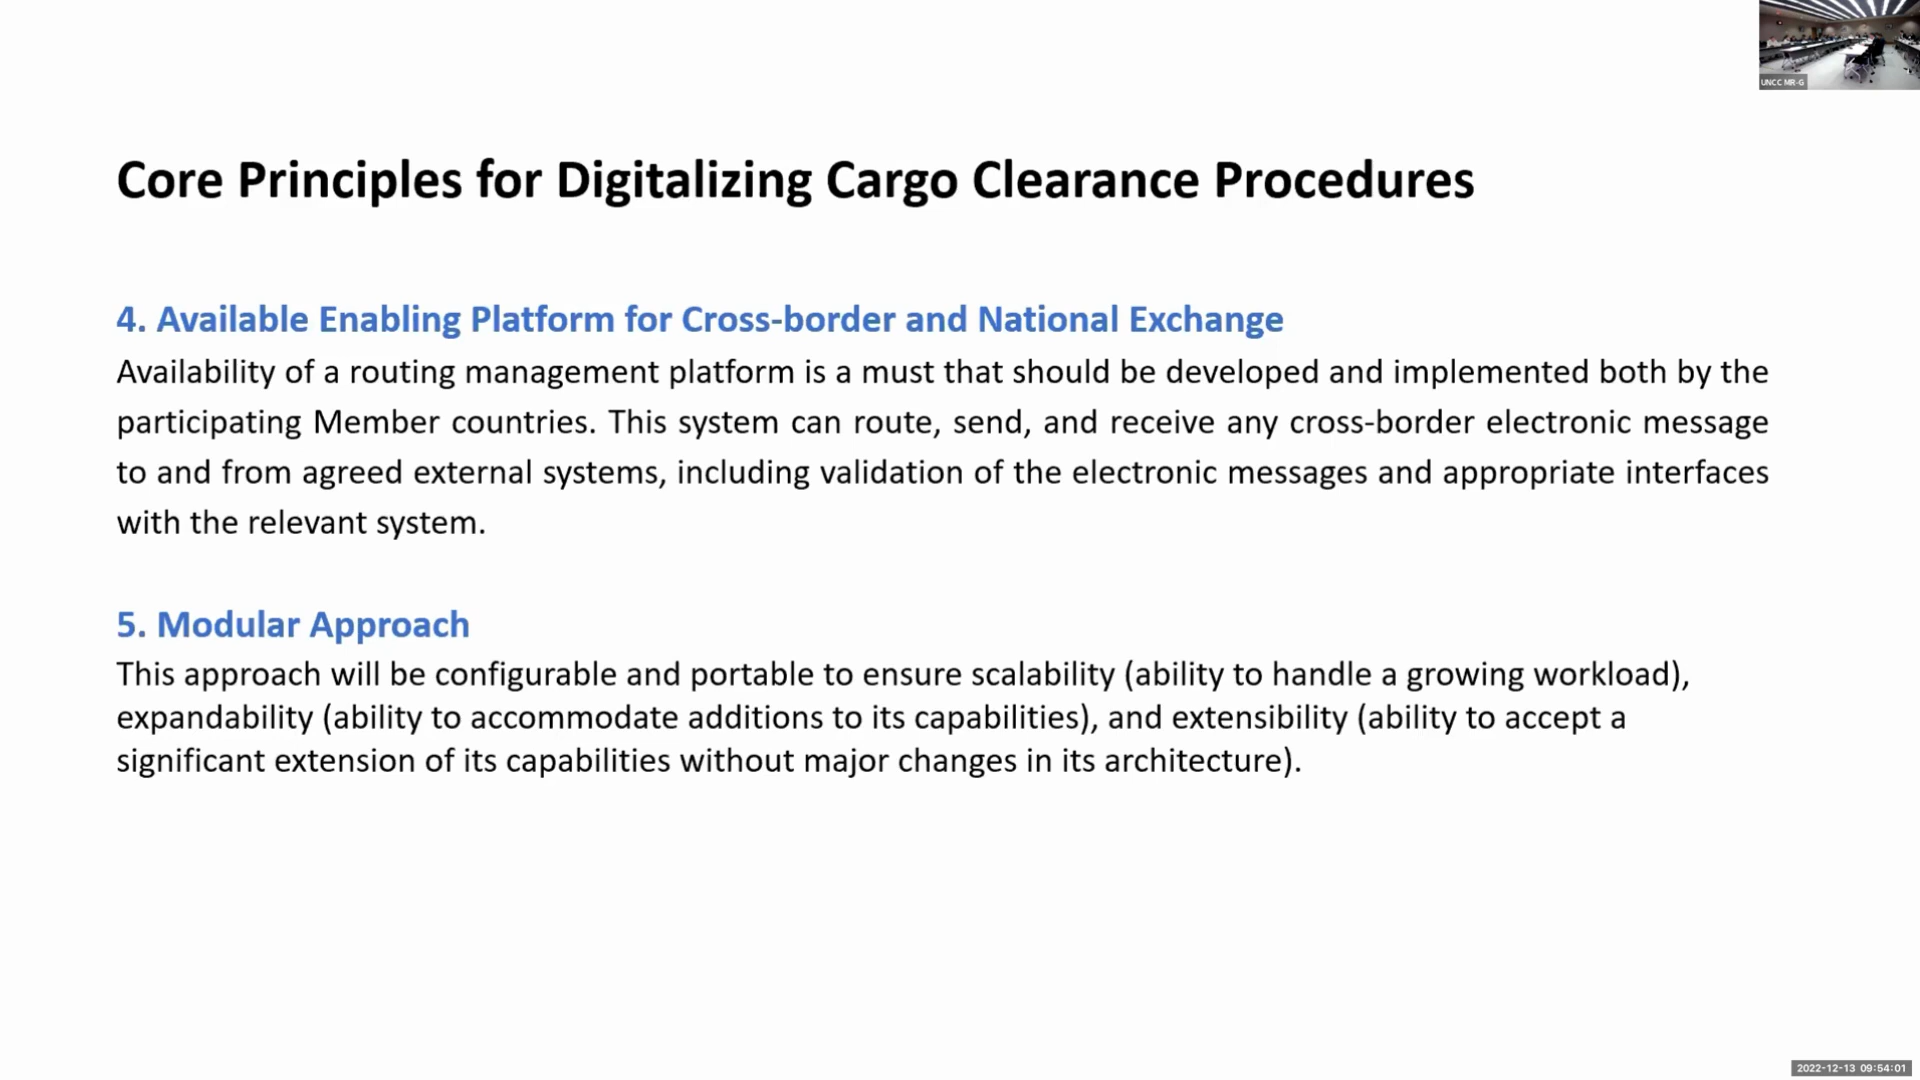 UNCC MR-G
Core Principles for Digitalizing Cargo Clearance Procedures
4. Available Enabling Platform for Cross-border and National Exchange
Availability of a routing management platform is a must that should be developed and implemented both by the
participating Member countries. This system can route, send, and receive any cross-border electronic message
to and from agreed external systems, including validation of the electronic messages and appropriate interfaces
with the relevant system.
5. Modular Approach
This approach will be configurable and portable to ensure scalability (ability to handle a growing workload),
expandability (ability to accommodate additions to its capabilities), and extensibility (ability to accept a
significant extension of its capabilities without major changes in its architecture).
2022-12-13 09:54:01